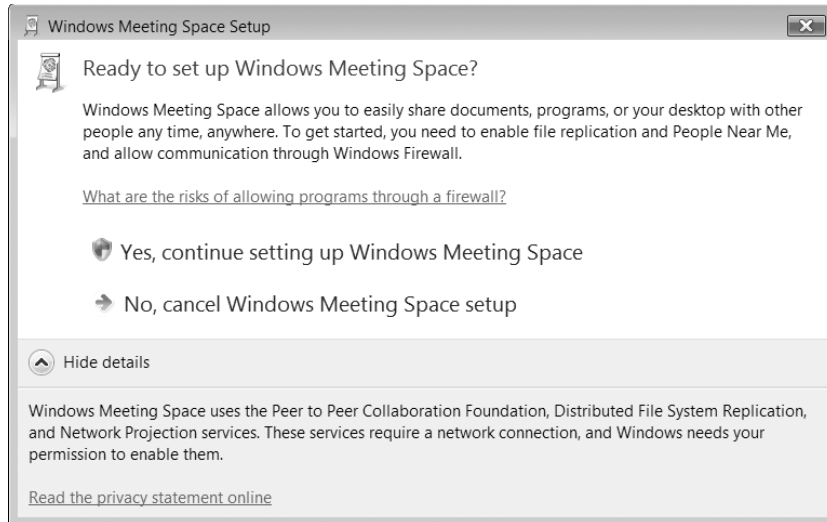 Windows Meeting Space Setup
Ready to set up Windows Meeting Space?
Windows Meeting Space allows you to easily share documents, programs, or your desktop with other
people any time, anywhere. To get started, you need to enable file replication and People Near Me,
and allow communication through Windows Firewall.
What are the risks of allowing programs through a firewall?
Yes, continue setting up Windows Meeting Space
No, cancel Windows Meeting Space setup
Hide details
Windows Meeting Space uses the Peer to Peer Collaboration Foundation, Distributed File System Replication,
and Network Projection services. These services require a network connection, and Windows needs your
permission to enable them.
Read the privacy statement online